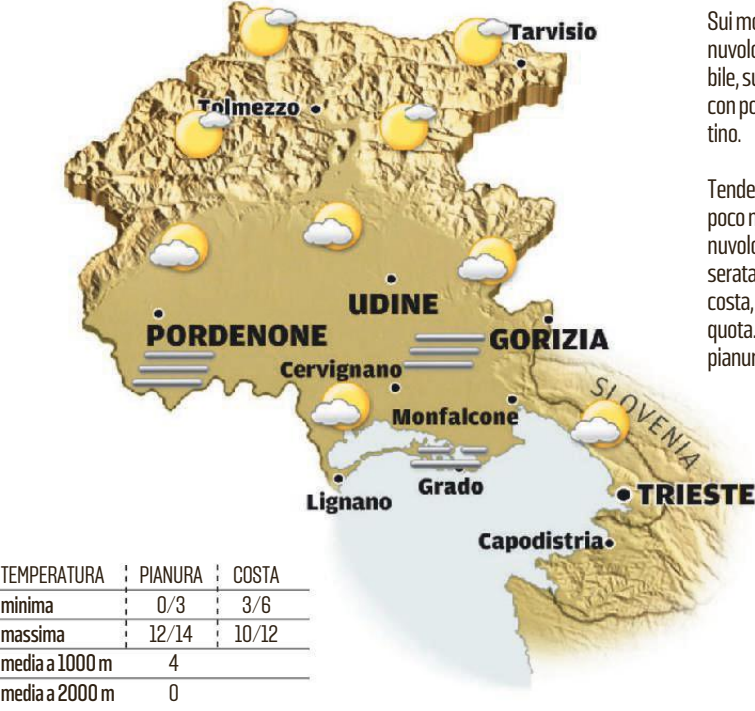 Tarvisio
Tolmezzo
UDINE
PORDENONE
GORIZIA
Cervignano
Monfalcone
SLOVENIA
Grado
Lignano
TRIESTE
Capodistria
TEMPERATURA PIANURA COSTA
minima 0/3 3/6
massima 12/14 10/12
media a 1000 m 4
media a 2000 m 0
Sui mo
nuvolo
bile, su
con po
tino.
Tende
poco n
nuvolo
serata
costa,
quota.
pianur